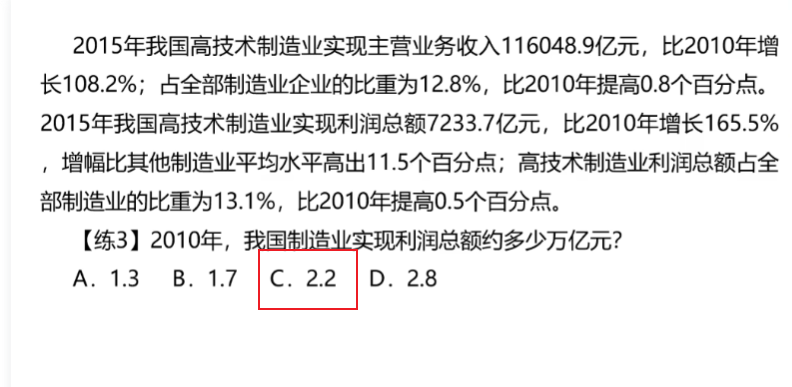 2015年我国高技术制造业实现主营业务收入116048.9亿元，比2010年增
长108.2%；占全部制造业企业的比重为12.8%，比2010年提高0.8个百分点。
2015年我国高技术制造业实现利润总额7233.7亿元，比2010年增长165.5%
，增幅比其他制造业平均水平高出11.5个百分点；高技术制造业利润总额占全
部制造业的比重为13.1%，比2010年提高0.5个百分点。
【练3】2010年，我国制造业实现利润总额约多少万亿元？
A．1.3 B．1.7 C．2.2 D．2.8